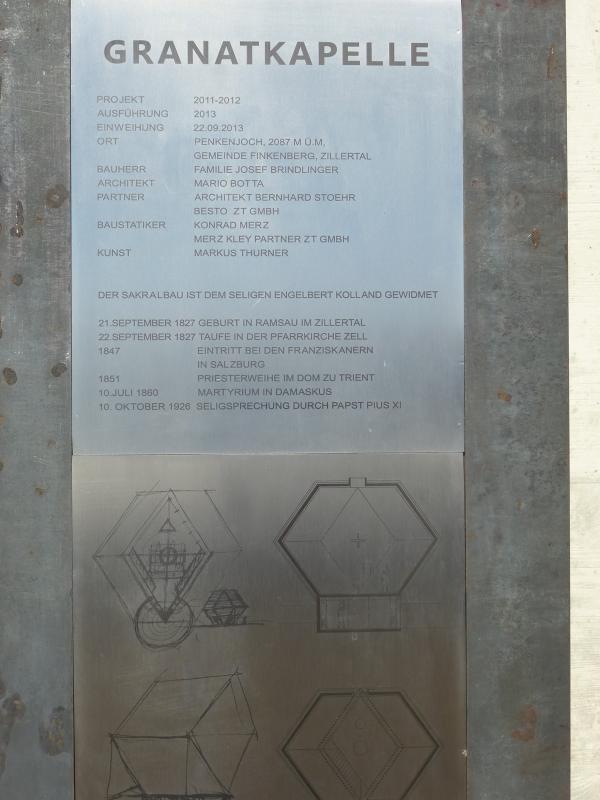 GRANATKAPELLE
PROJEKT 2011-2012
AUSFÜHRUNG 2013
EINWEIHUNG 22.09.2013
ORT PENKENJOCH, 2087 M Ü.M,
GEMEINDE FINKENBERG, ZILLERTAL
BAUHERR FAMILIE JOSEF BRINDLINGER
ARCHITEKT MARIO BOTTA
PARTNER ARCHITEKT BERNHARD STOEHR
BESTO ZT GMBH
BAUSTATIKER KONRAD MERZ
MERZ KLEY PARTNER ZT GMBH
KUNST MARKUS THURNER
DER SAKRALBAU IST DEM SELIGEN ENGELBERT KOLLAND GEWIDMET
21.SEPTEMBER 1827 GEBURT IN RAMSAU IM ZILLERTAL
22.SEPTEMBER 1827 TAUFE IN DER PFARRKIRCHE ZELL
1847 EINTRITT BEI DEN FRANZISKANERN
IN SALZBURG
1851 PRIESTERWEIHE IM DOM ZU TRIENT
10.JULI 1860 MARTYRIUM IN DAMASKUS
10. OKTOBER 1926 SELIGSPRECHUNG DURCH PAPST PIUS XI